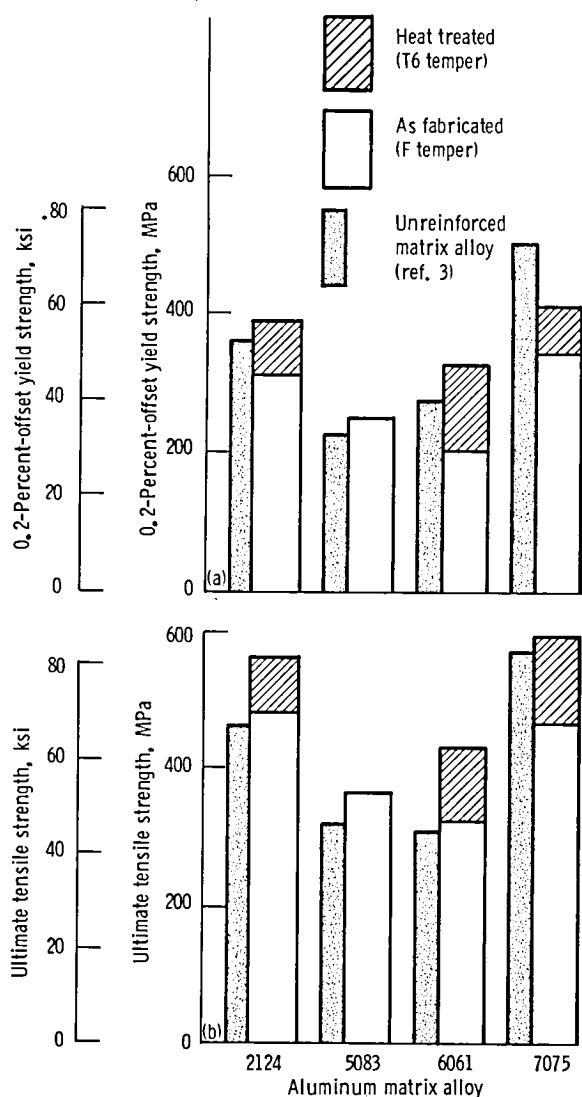 Heat treated
(T6 temper)
As fabricated
(F temper)
Unreinforced
matrix alloy
(ref. 3)
0.2-Percent-offset yield strength, ksi
80
60
40
20
0
0.2-Percent-offset yield strength, MPa
600
400
200
0
(a)
Ultimate tensile strength, ksi
80
60
40
20
0
Ultimate tensile strength, MPa
600
400
200
0
(b)
2124
5083
6061
7075
Aluminum matrix alloy